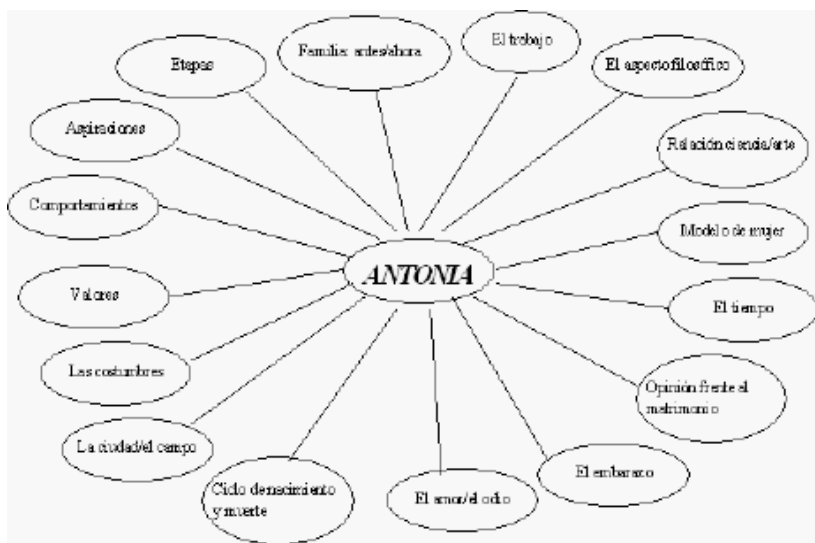 Etapas
Familia: antes/ahora
El trabajo
El aspecto filosófico
Aspiraciones
Relación ciencia/arte
Comportamientos
Modelo de mujer
ANTONIA
Valores
El tiempo
Las costumbres
Opinión frente al
matrimonio
La ciudad/el campo
El embarazo
Ciclo de nacimiento
y muerte
El amor/el odio